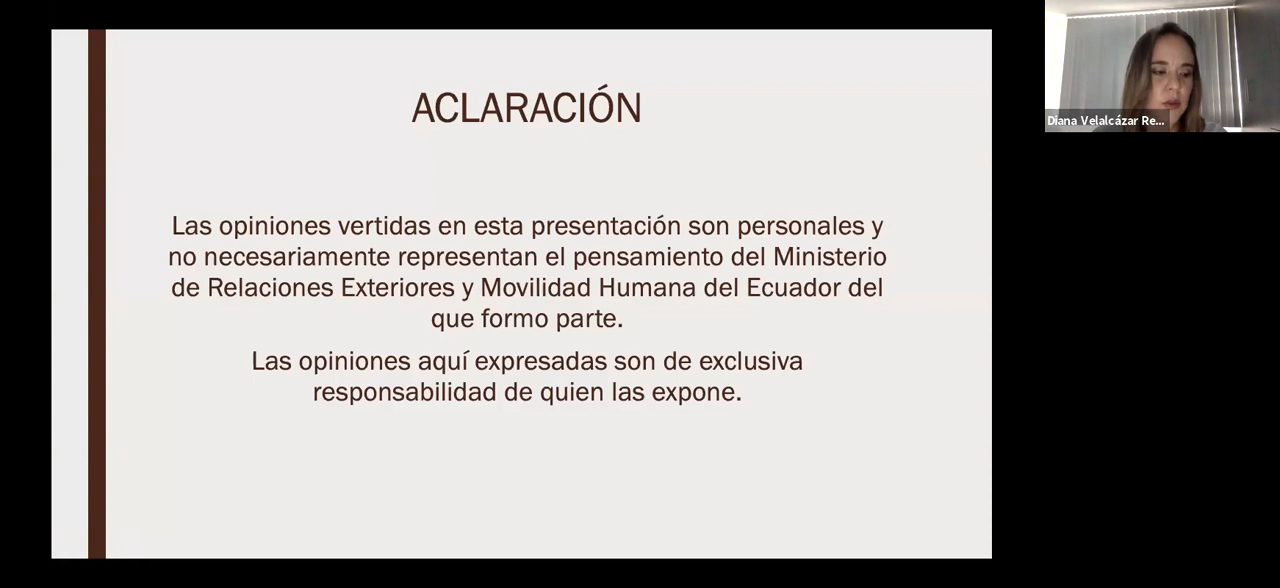 ACLARACIÓN
Las opiniones vertidas en esta presentación son personales y
no necesariamente representan el pensamiento del Ministerio
de Relaciones Exteriores y Movilidad Humana del Ecuador del
que formo parte.
Las opiniones aquí expresadas son de exclusiva
responsabilidad de quien las expone.
Diana Velalcázar Re...